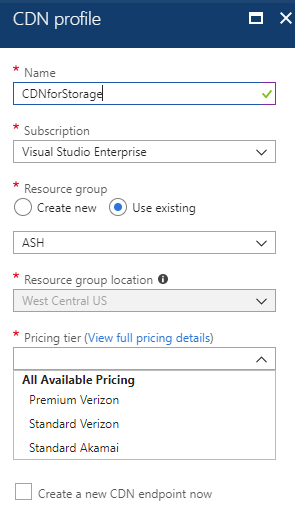 CDN profile
* Name
CDNforStorage
* Subscription
Visual Studio Enterprise
* Resource group
Create new Use existing
ASH
* Resource group location
West Central US
* Pricing tier (View full pricing details)
All Available Pricing
Premium Verizon
Standard Verizon
Standard Akamai
Create a new CDN endpoint now